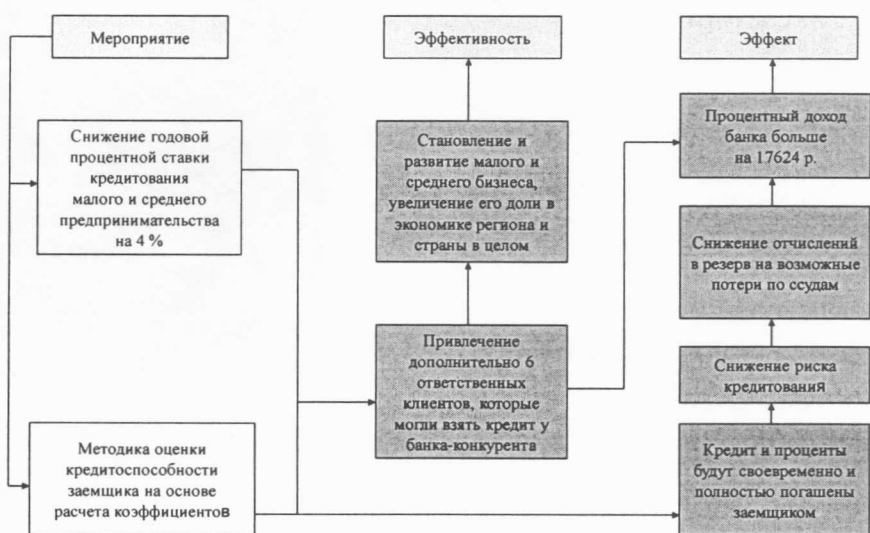 Мероприятие
Эффективность
Эффект
Снижение годовой
процентной ставки
кредитования
малого и среднего
предпринимательства
на 4 %
Становление и
развитие малого и
среднего бизнеса,
увеличение его доли в
экономике региона и
страны в целом
Процентный доход
банка больше
на 17624 р.
Снижение отчислений
в резерв на возможные
потери по ссудам
Привлечение
дополнительно 6
ответственных
клиентов, которые
могли взять кредит у
банка-конкурента
Снижение риска
кредитования
Методика оценки
кредитоспособности
заемщика на основе
расчета коэффициентов
Кредит и проценты
будут своевременно и
полностью погашены
заемщиком